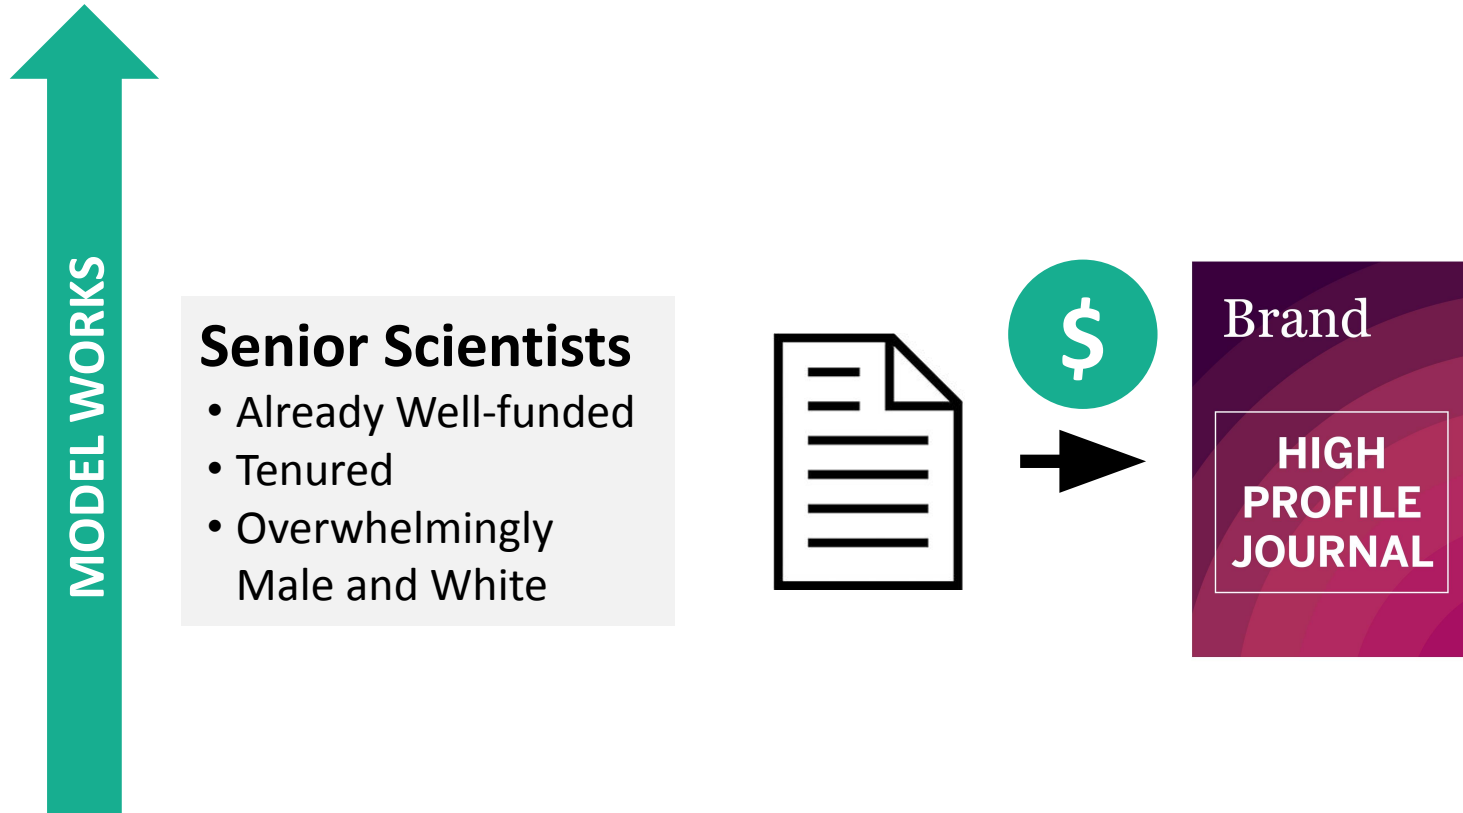 MODEL WORKS
Senior Scientists
• Already Well-funded
• Tenured
• Overwhelmingly
Male and White
$
Brand
HIGH
PROFILE
JOURNAL